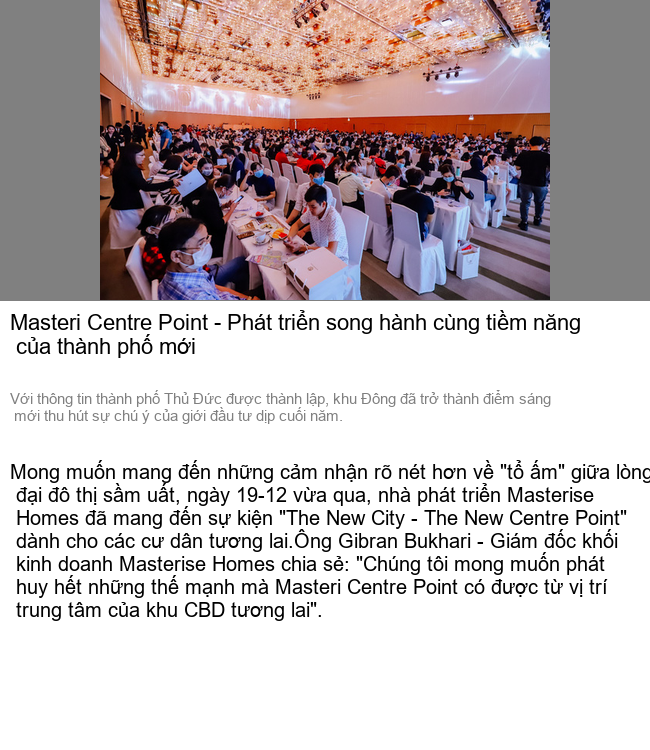 Masteri Centre Point - Phát triển song hành cùng tiềm năng
của thành phố mới
Với thông tin thành phố Thủ Đức được thành lập, khu Đông đã trở thành điểm sáng
mới thu hút sự chú ý của giới đầu tư dịp cuối năm.
Mong muốn mang đến những cảm nhận rõ nét hơn về "tổ ấm" giữa lòng
đại đô thị sầm uất, ngày 19-12 vừa qua, nhà phát triển Masterise
Homes đã mang đến sự kiện "The New City - The New Centre Point"
dành cho các cư dân tương lai.Ông Gibran Bukhari - Giám đốc khối
kinh doanh Masterise Homes chia sẻ: "Chúng tôi mong muốn phát
huy hết những thế mạnh mà Masteri Centre Point có được từ vị trí
trung tâm của khu CBD tương lai".